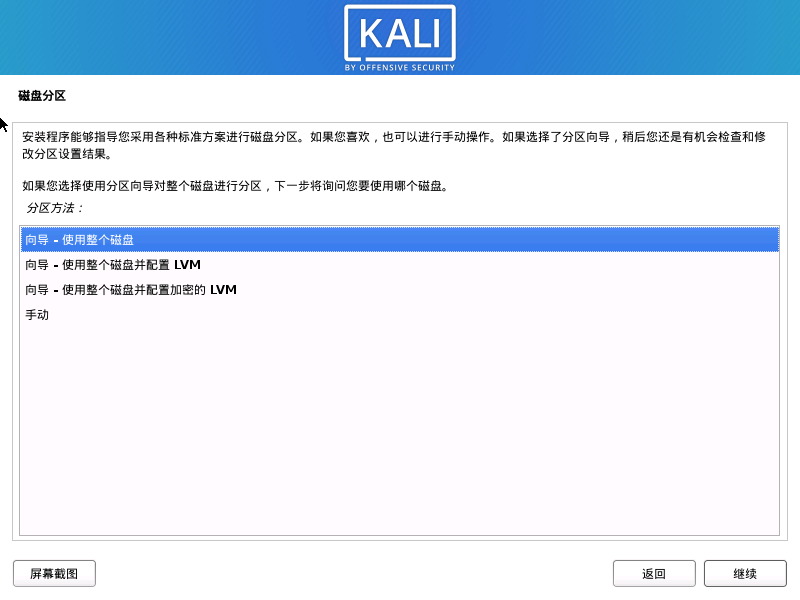 KALI
BY OFFENSIVE SECURITY
磁盘分区
安装程序能够指导您采用各种标准方案进行磁盘分区。如果您喜欢，也可以进行手动操作。如果选择了分区向导，稍后您还是有机会检查和修
改分区设置结果。
如果您选择使用分区向导对整个磁盘进行分区，下一步将询问您要使用哪个磁盘。
分区方法：
向导 - 使用整个磁盘
向导 - 使用整个磁盘并配置 LVM
向导 - 使用整个磁盘并配置加密的 LVM
手动
屏幕截图
返回
继续